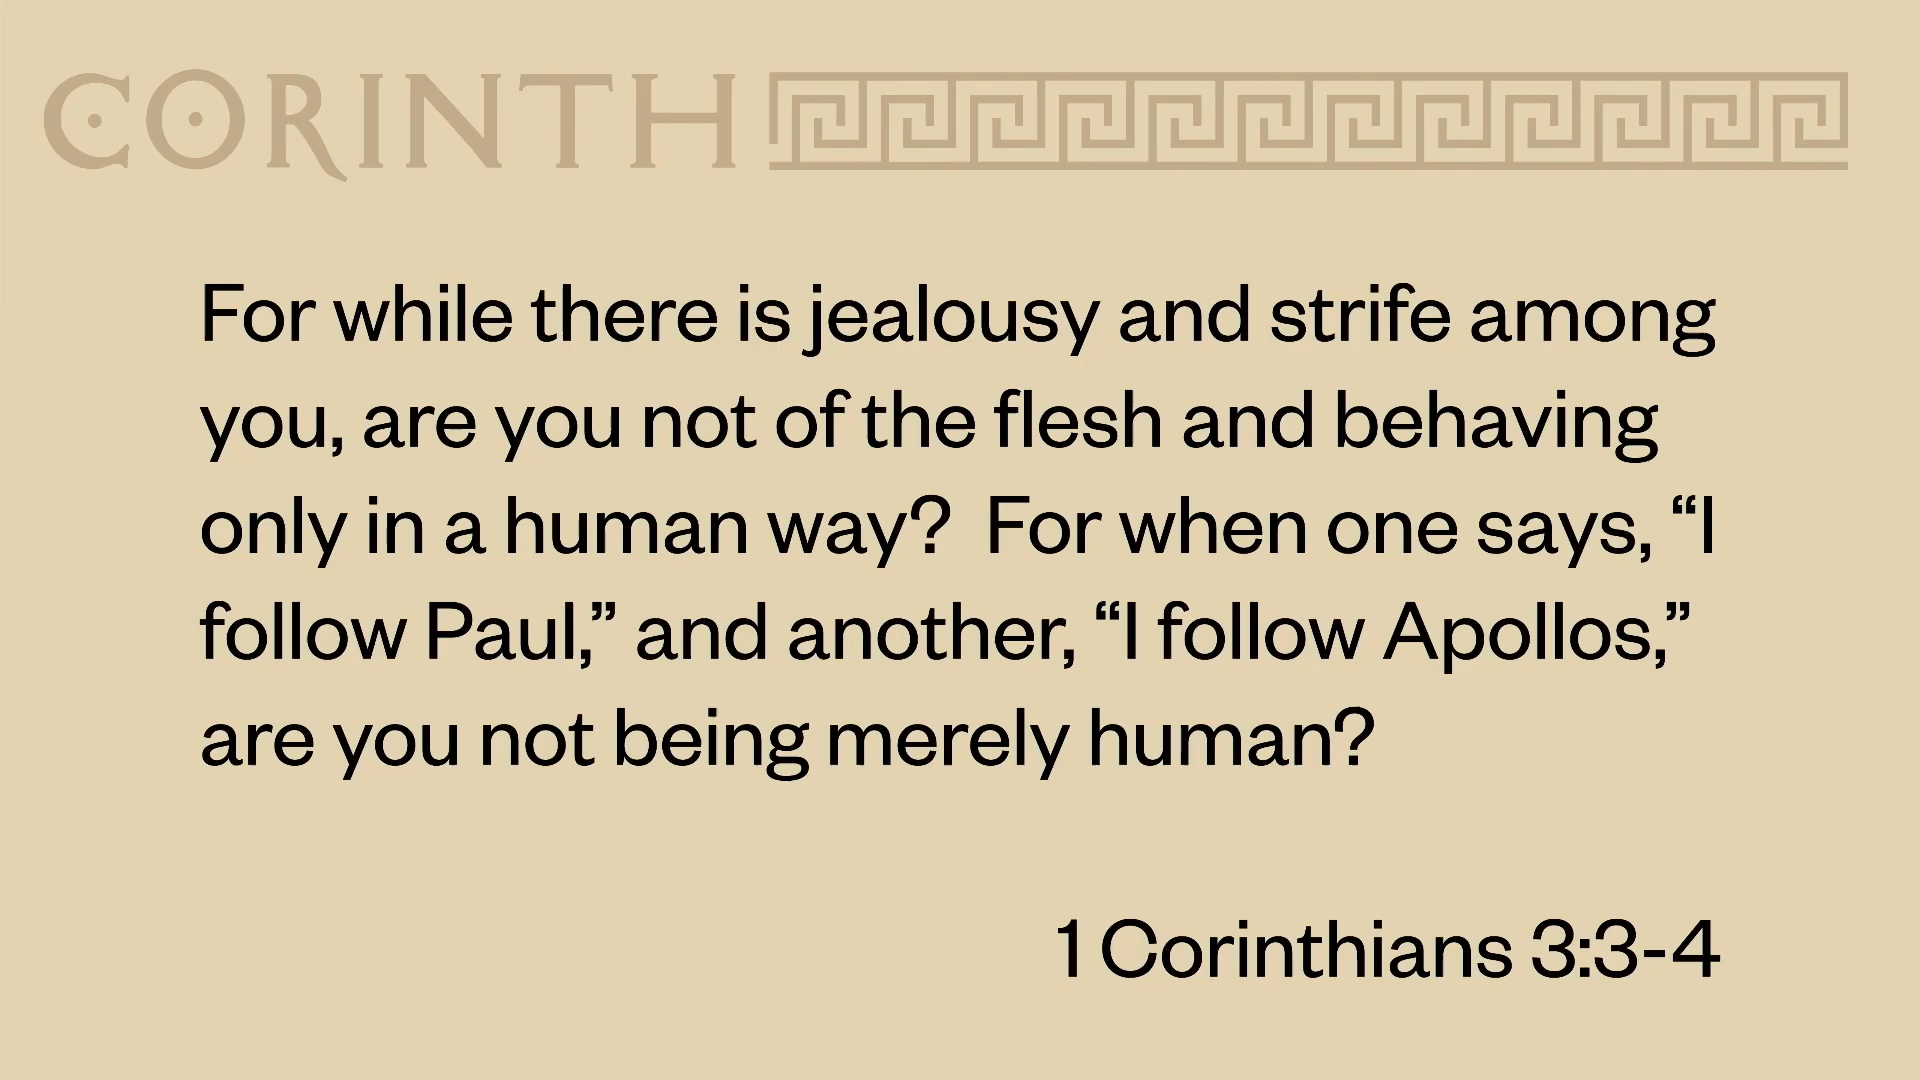 CORINTH
For while there is jealousy and strife among
you, are you not of the flesh and behaving
only in a human way?  For when one says, “I
follow Paul,” and another, “I follow Apollos,”
are you not being merely human?
1 Corinthians 3:3-4